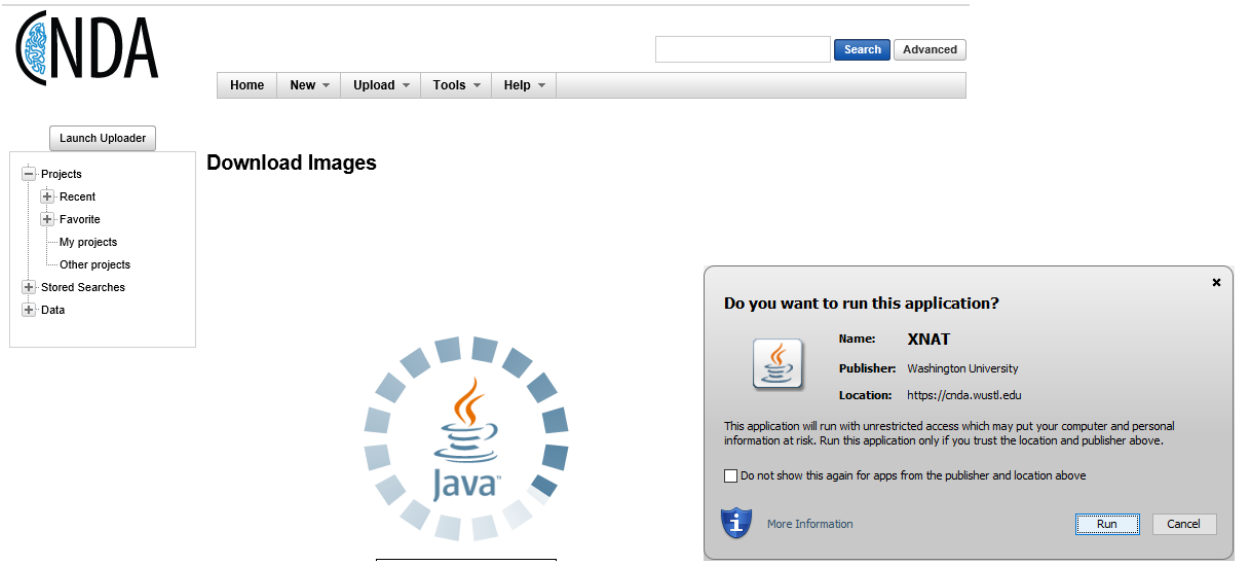 CNDA
Search Advanced
Home New Upload Tools Help
Launch Uploader
Download Images
Projects
Recent
Favorite
My projects
Other projects
Stored Searches
Data
Java™
Do you want to run this application?
Name: XNAT
Publisher: Washington University
Location: https://cnda.wustl.edu
This application will run with unrestricted access which may put your computer and personal
information at risk. Run this application only if you trust the location and publisher above.
Do not show this again for apps from the publisher and location above
More Information Run Cancel